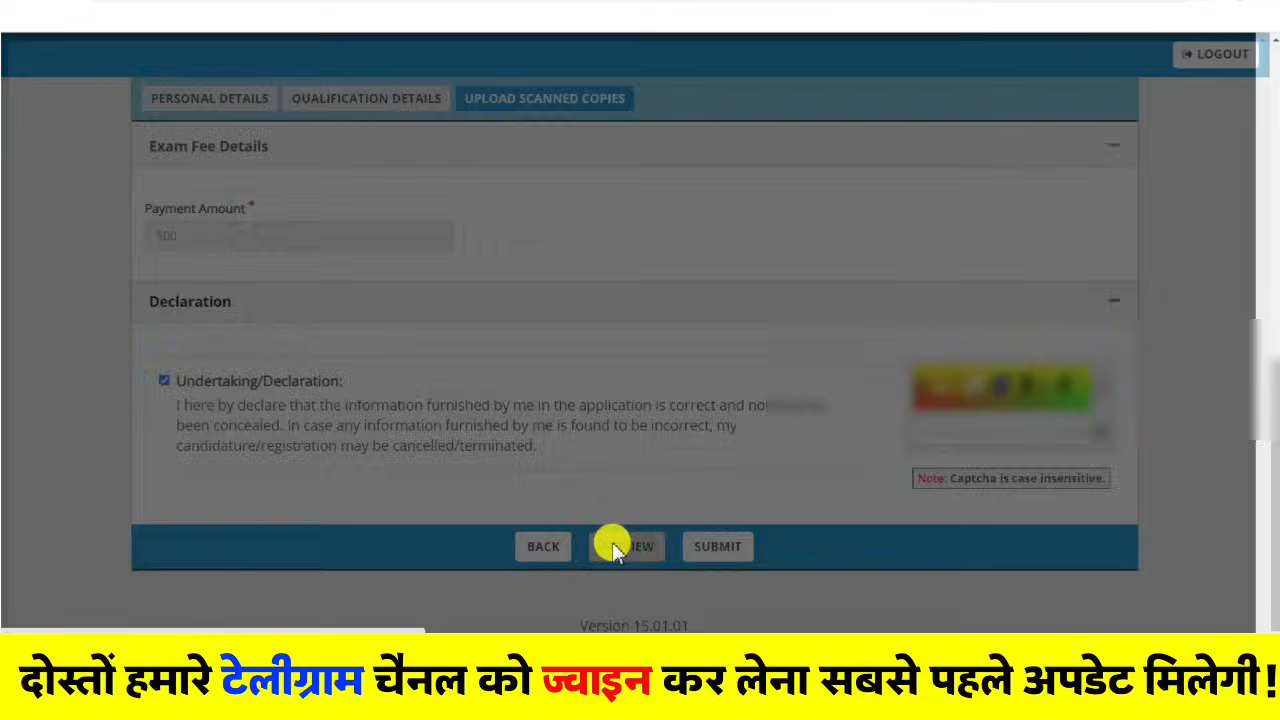 LOGOUT
PERSONAL DETAILS QUALIFICATION DETAILS UPLOAD SCANNED COPIES
Exam Fee Details
Payment Amount *
500
Declaration
Undertaking/Declaration:
I here by declare that the information furnished by me in the application is correct and
been concealed. In case any information furnished by me is found to be incorrect, my
candidature/registration may be cancelled/terminated.
Note: Captcha is case insensitive.
BACK SUBMIT
Version 15.01.01
दोस्तों हमारे टेलीग्राम चैनल को ज्वाइन कर लेना सबसे पहले अपडेट मिलेगी!